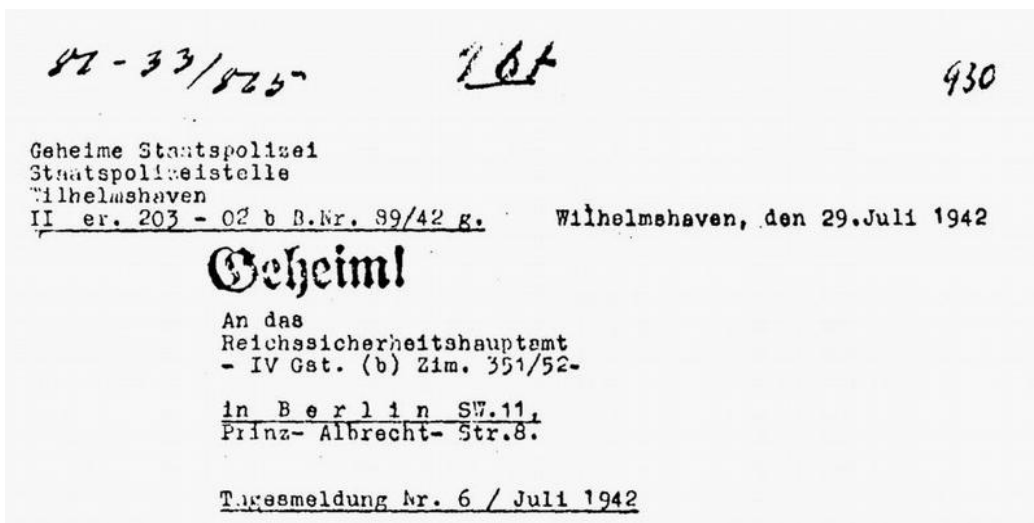 930
Geheime Staatspolizei
Staatspolizeistelle
Wilhelmshaven
II er. 203 - 02 b B.Nr. 89/42 g. Wilhelmshaven, den 29.Juli 1942
Geheim!
An das
Reichssicherheitshauptamt
- IV Gst. (b) Zim. 351/52-
in Berlin SW.11,
Prinz- Albrecht- Str.8.
Tagesmeldung Nr. 6 / Juli 1942